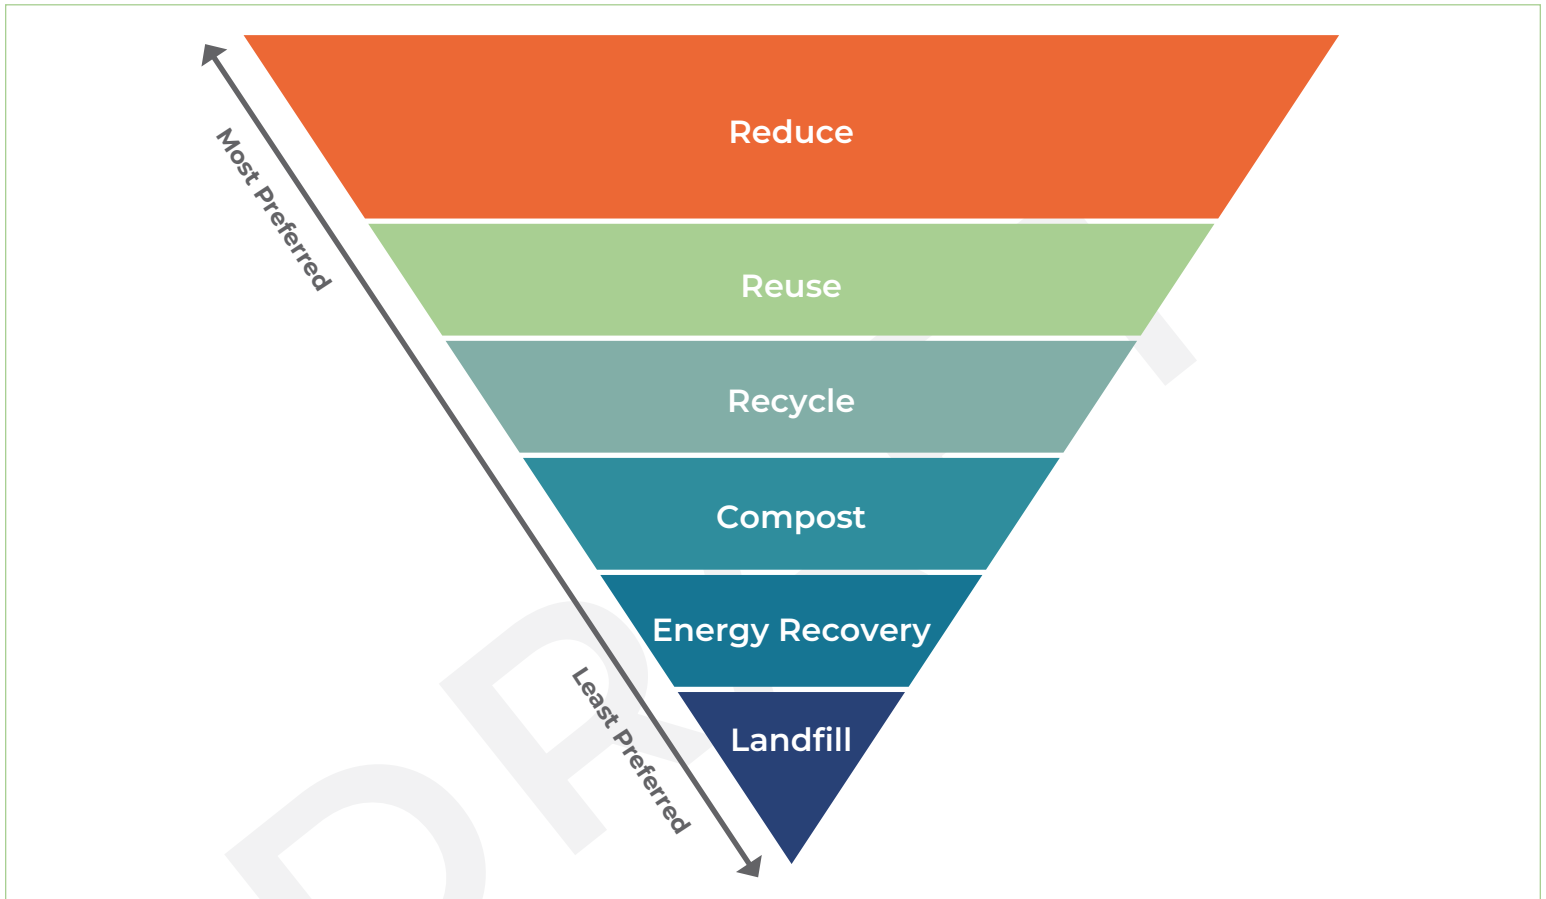 Reduce
Most Preferred
Reuse
Recycle
Compost
Energy Recovery
Least Preferred
Landfill